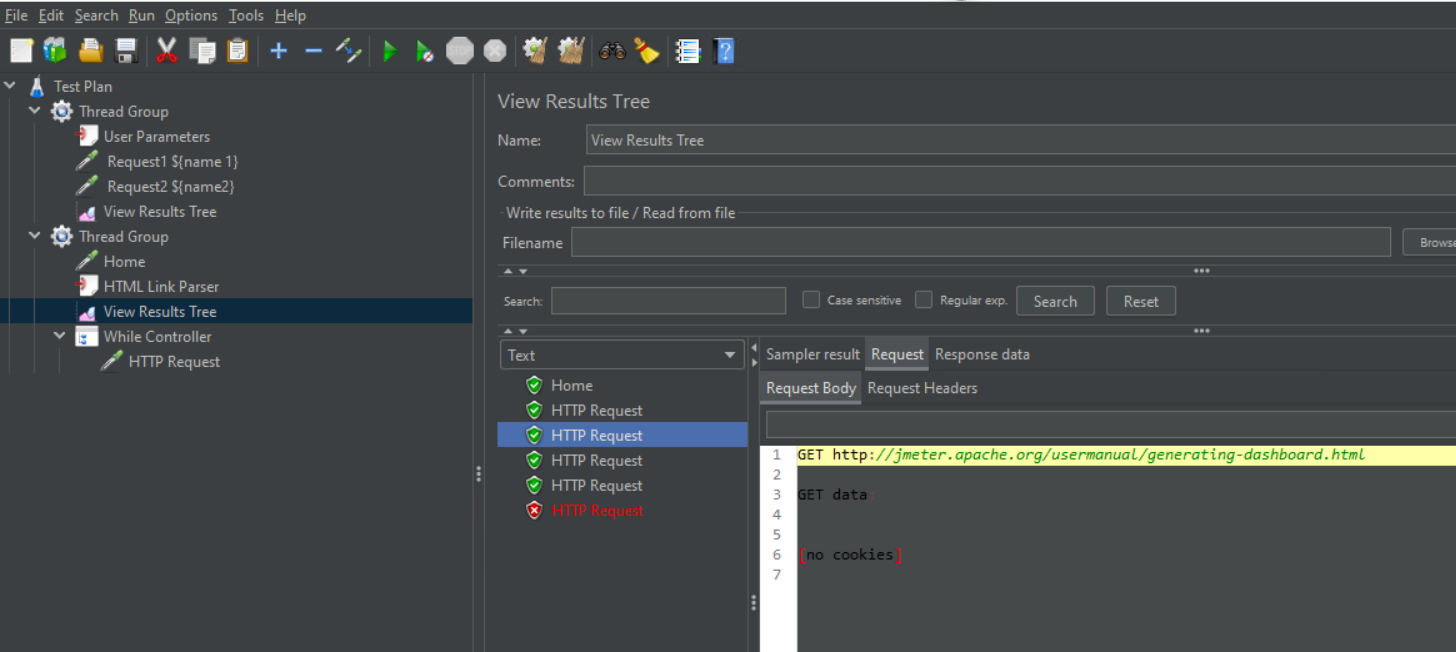 File Edit Search Run Options Tools Help
STOP
Test Plan
Thread Group
User Parameters
Request1 ${name 1}
Request2 ${name2}
View Results Tree
Thread Group
Home
HTML Link Parser
View Results Tree
While Controller
HTTP Request
View Results Tree
Name: View Results Tree
Comments:
Write results to file / Read from file
Filename Browse
Search: Case sensitive Regular exp. Search Reset
Text
Home
HTTP Request
HTTP Request
HTTP Request
HTTP Request
HTTP Request
Sampler result Request Response data
Request Body Request Headers
1 GET http://jmeter.apache.org/usermanual/generating-dashboard.html
2
3 GET data:
4
5
6 [no cookies]
7